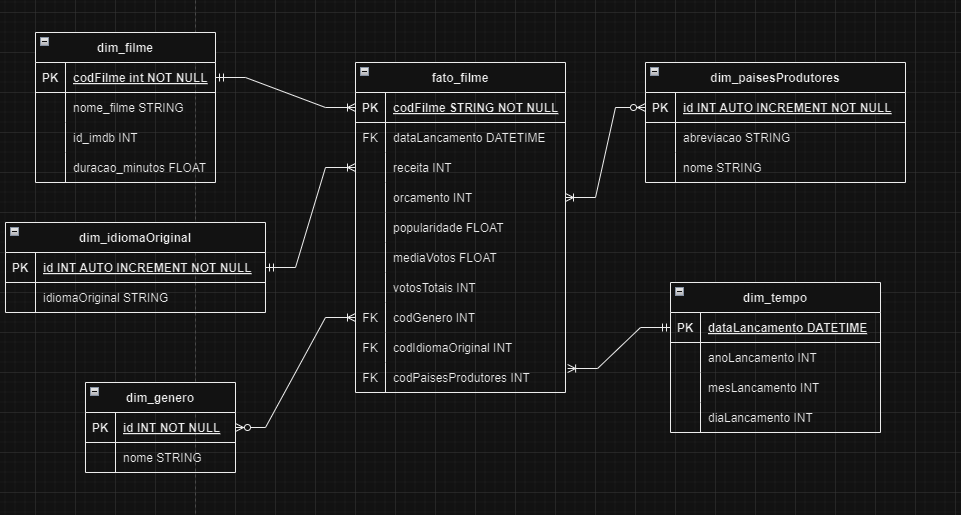 dim_filme
PK codFilme int NOT NULL
nome_filme STRING
id_imdb INT
duracao_minutos FLOAT
dim_idiomaOriginal
PK id INT AUTO INCREMENT NOT NULL
idiomaOriginal STRING
dim_genero
PK id INT NOT NULL
nome STRING
fato_filme
PK codFilme STRING NOT NULL
FK dataLancamento DATETIME
receita INT
orcamento INT
popularidade FLOAT
mediaVotos FLOAT
votosTotais INT
FK codGenero INT
FK codIdiomaOriginal INT
FK codPaisesProdutores INT
dim_paisesProdutores
PK id INT AUTO INCREMENT NOT NULL
abreviacao STRING
nome STRING
dim_tempo
PK dataLancamento DATETIME
anoLancamento INT
mesLancamento INT
diaLancamento INT